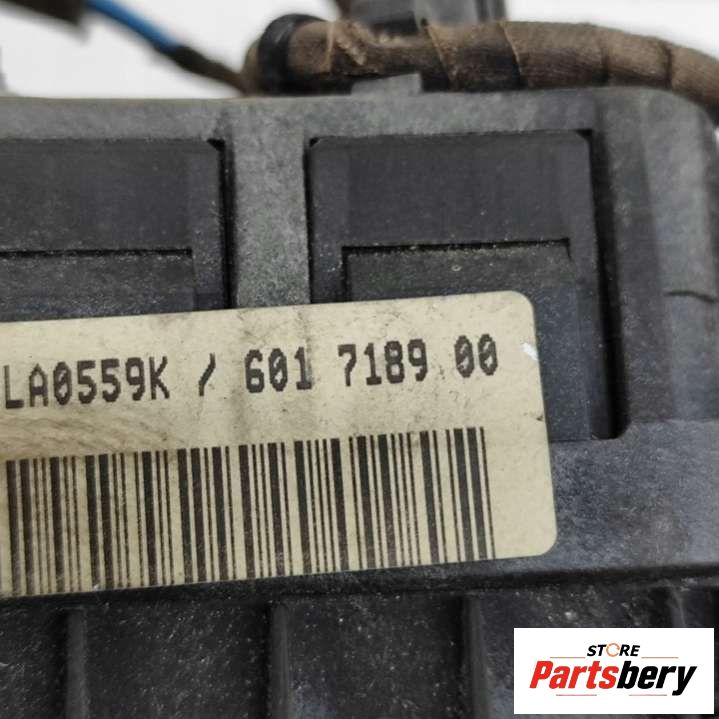 LA0559K / 601 7189 00
STORE
Partsbery